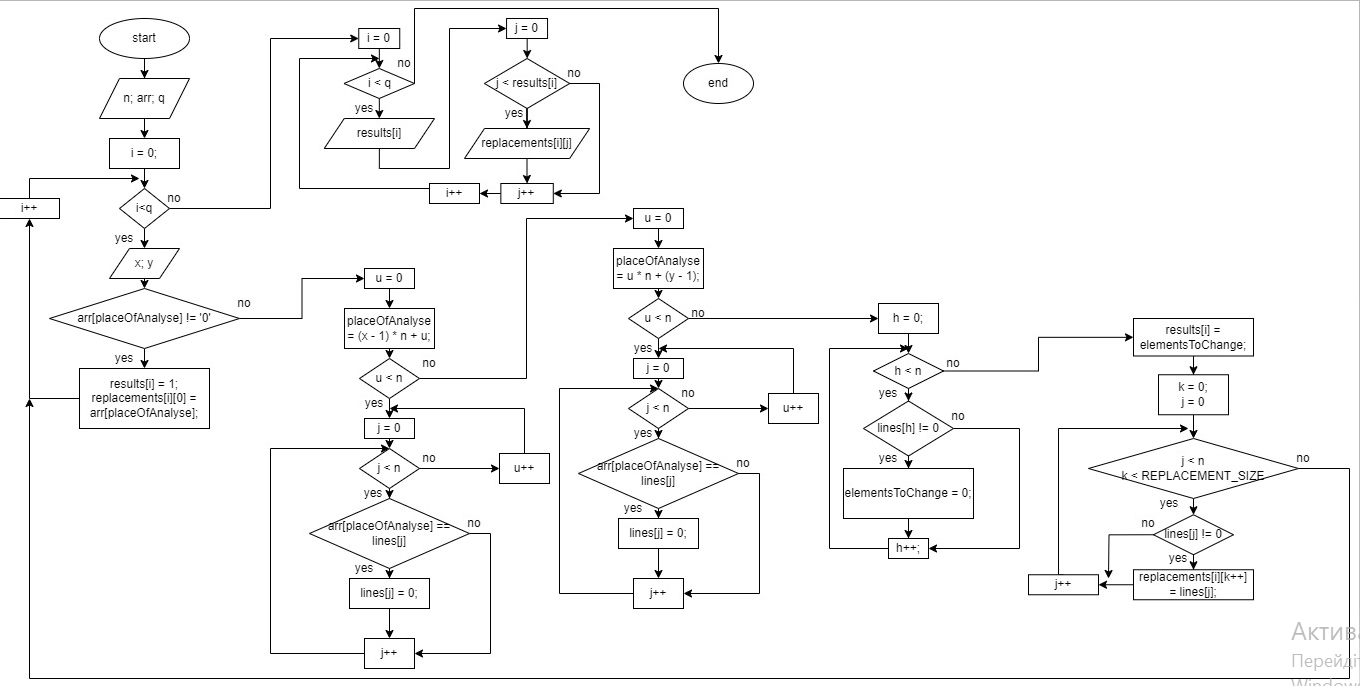 start
n; arr; q
i = 0;
i<q
no
yes
i++
x; y
arr[placeOfAnalyse] != '0'
no
yes
results[i] = 1;
replacements[i][0] =
arr[placeOfAnalyse];
i = 0
i < q
no
yes
results[i]
j = 0
j < results[i]
no
yes
replacements[i][j]
j++
i++
end
u = 0
placeOfAnalyse
= (x - 1) * n + u;
u < n
no
yes
j = 0
j < n
no
u++
yes
arr[placeOfAnalyse] ==
lines[j]
no
yes
lines[j] = 0;
j++
u = 0
placeOfAnalyse
= u * n + (y - 1);
u < n
no
yes
j = 0
j < n
no
u++
yes
arr[placeOfAnalyse] ==
lines[j]
no
yes
lines[j] = 0;
j++
h = 0;
h < n
no
yes
lines[h] != 0
no
yes
elementsToChange = 0;
h++;
results[i] =
elementsToChange;
k = 0;
j = 0
j < n
k < REPLACEMENT_SIZE
no
yes
lines[j] != 0
no
yes
replacements[i][k++]
= lines[j];
j++